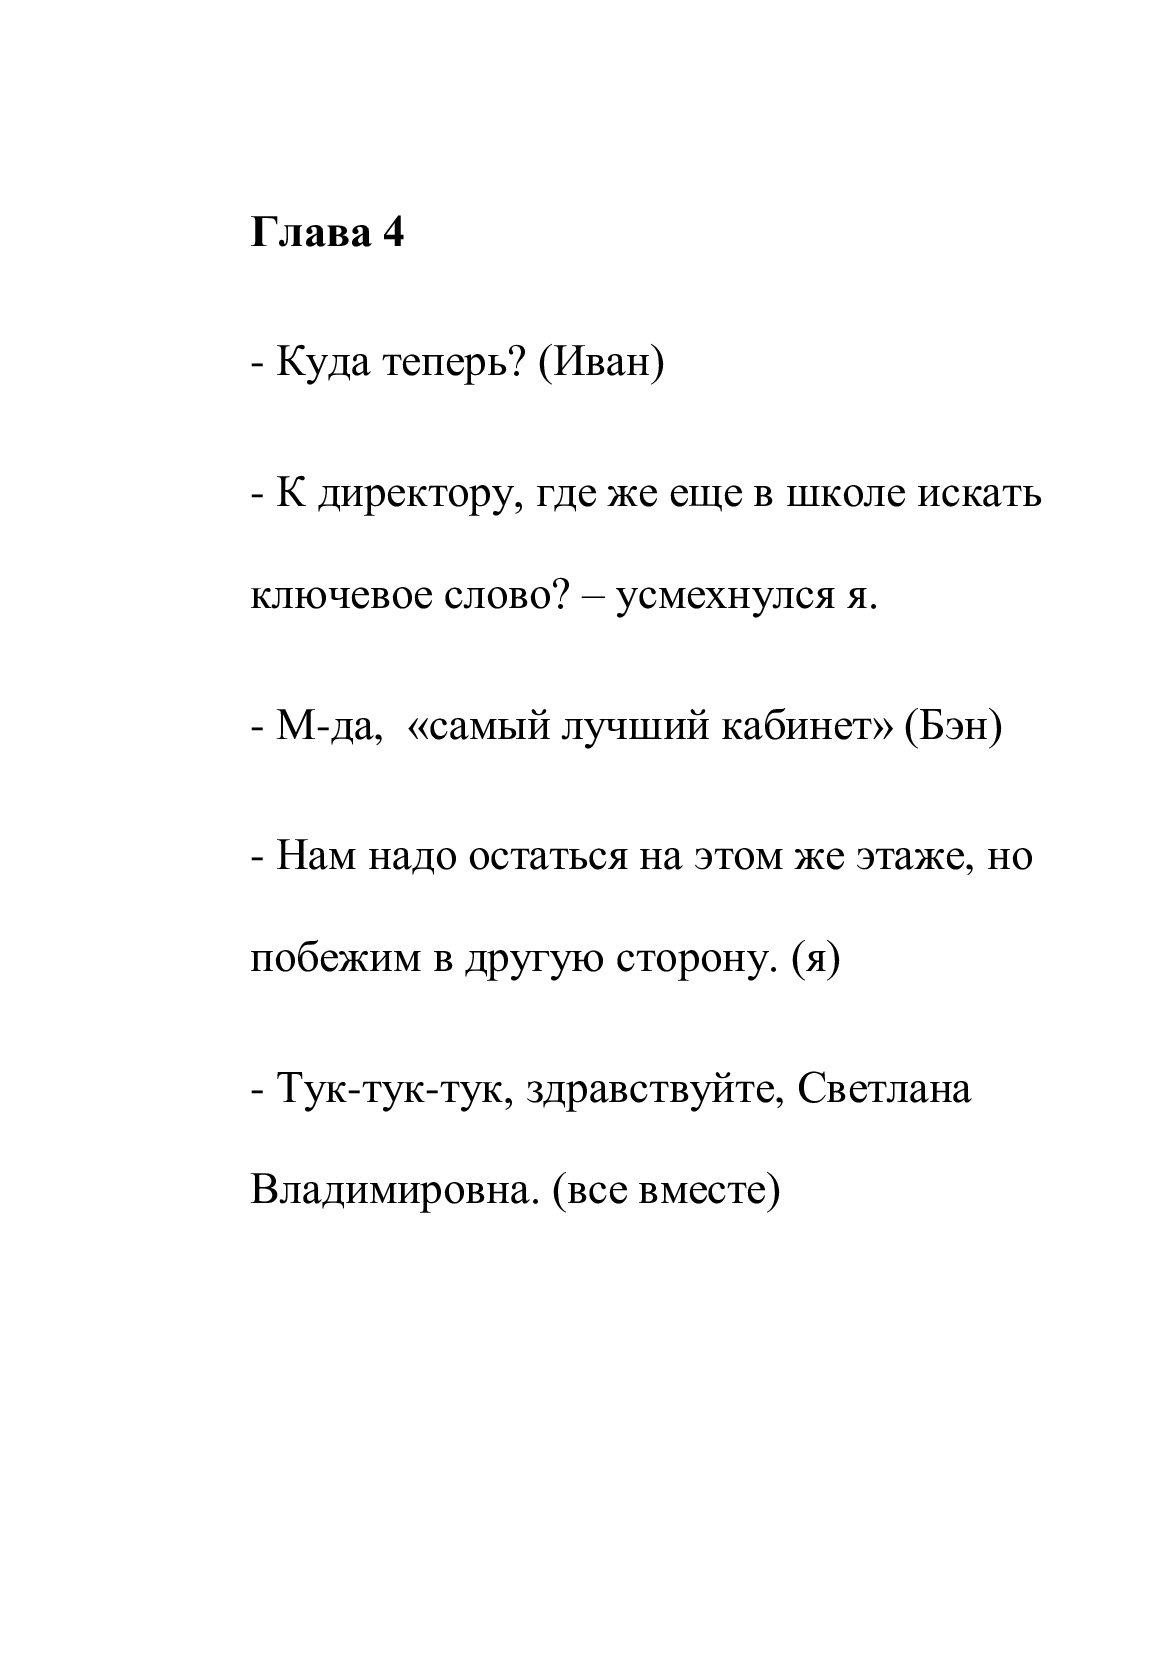 Глава 4
- Куда теперь? (Иван)
- К директору, где же еще в школе искать
ключевое слово? – усмехнулся я.
- М-да,  «самый лучший кабинет» (Бэн)
- Нам надо остаться на этом же этаже, но
побежим в другую сторону. (я)
- Тук-тук-тук, здравствуйте, Светлана
Владимировна. (все вместе)